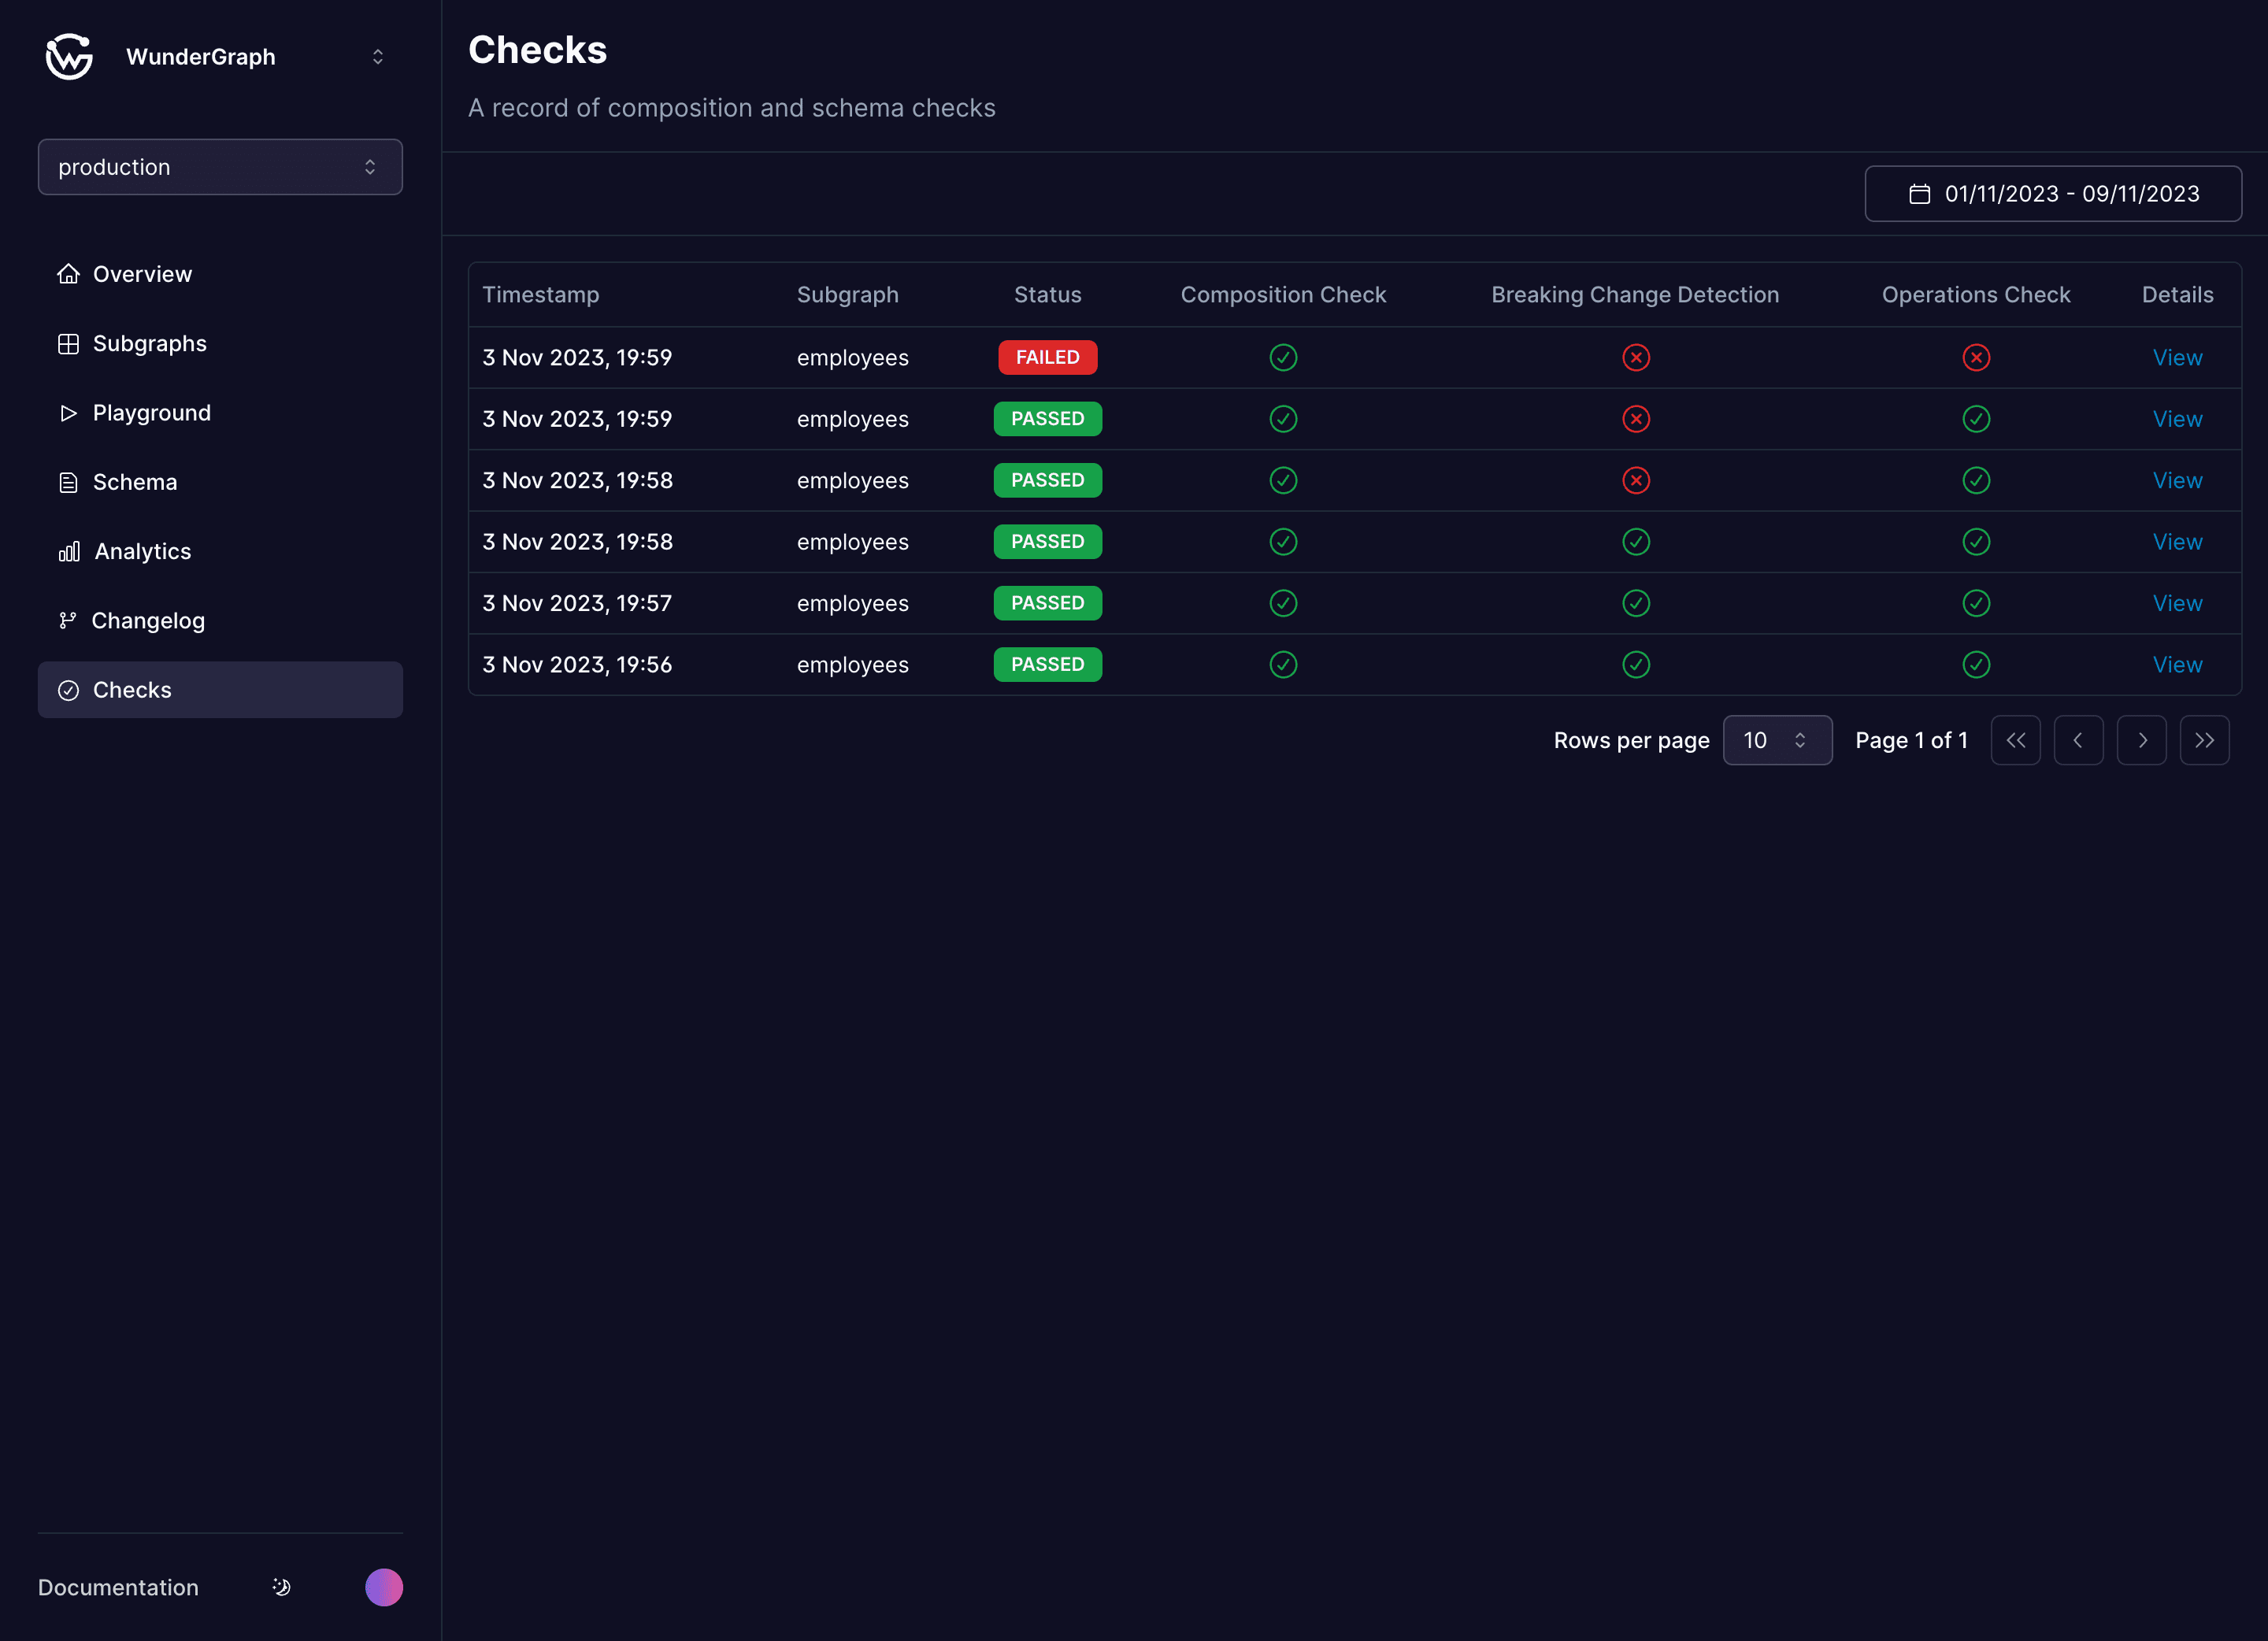 WunderGraph
production
Overview
Subgraphs
Playground
Schema
Analytics
Changelog
Checks
Documentation
Checks
A record of composition and schema checks
01/11/2023 - 09/11/2023
Timestamp Subgraph Status Composition Check Breaking Change Detection Operations Check Details
3 Nov 2023, 19:59 employees FAILED View
3 Nov 2023, 19:59 employees PASSED View
3 Nov 2023, 19:58 employees PASSED View
3 Nov 2023, 19:58 employees PASSED View
3 Nov 2023, 19:57 employees PASSED View
3 Nov 2023, 19:56 employees PASSED View
Rows per page 10 Page 1 of 1